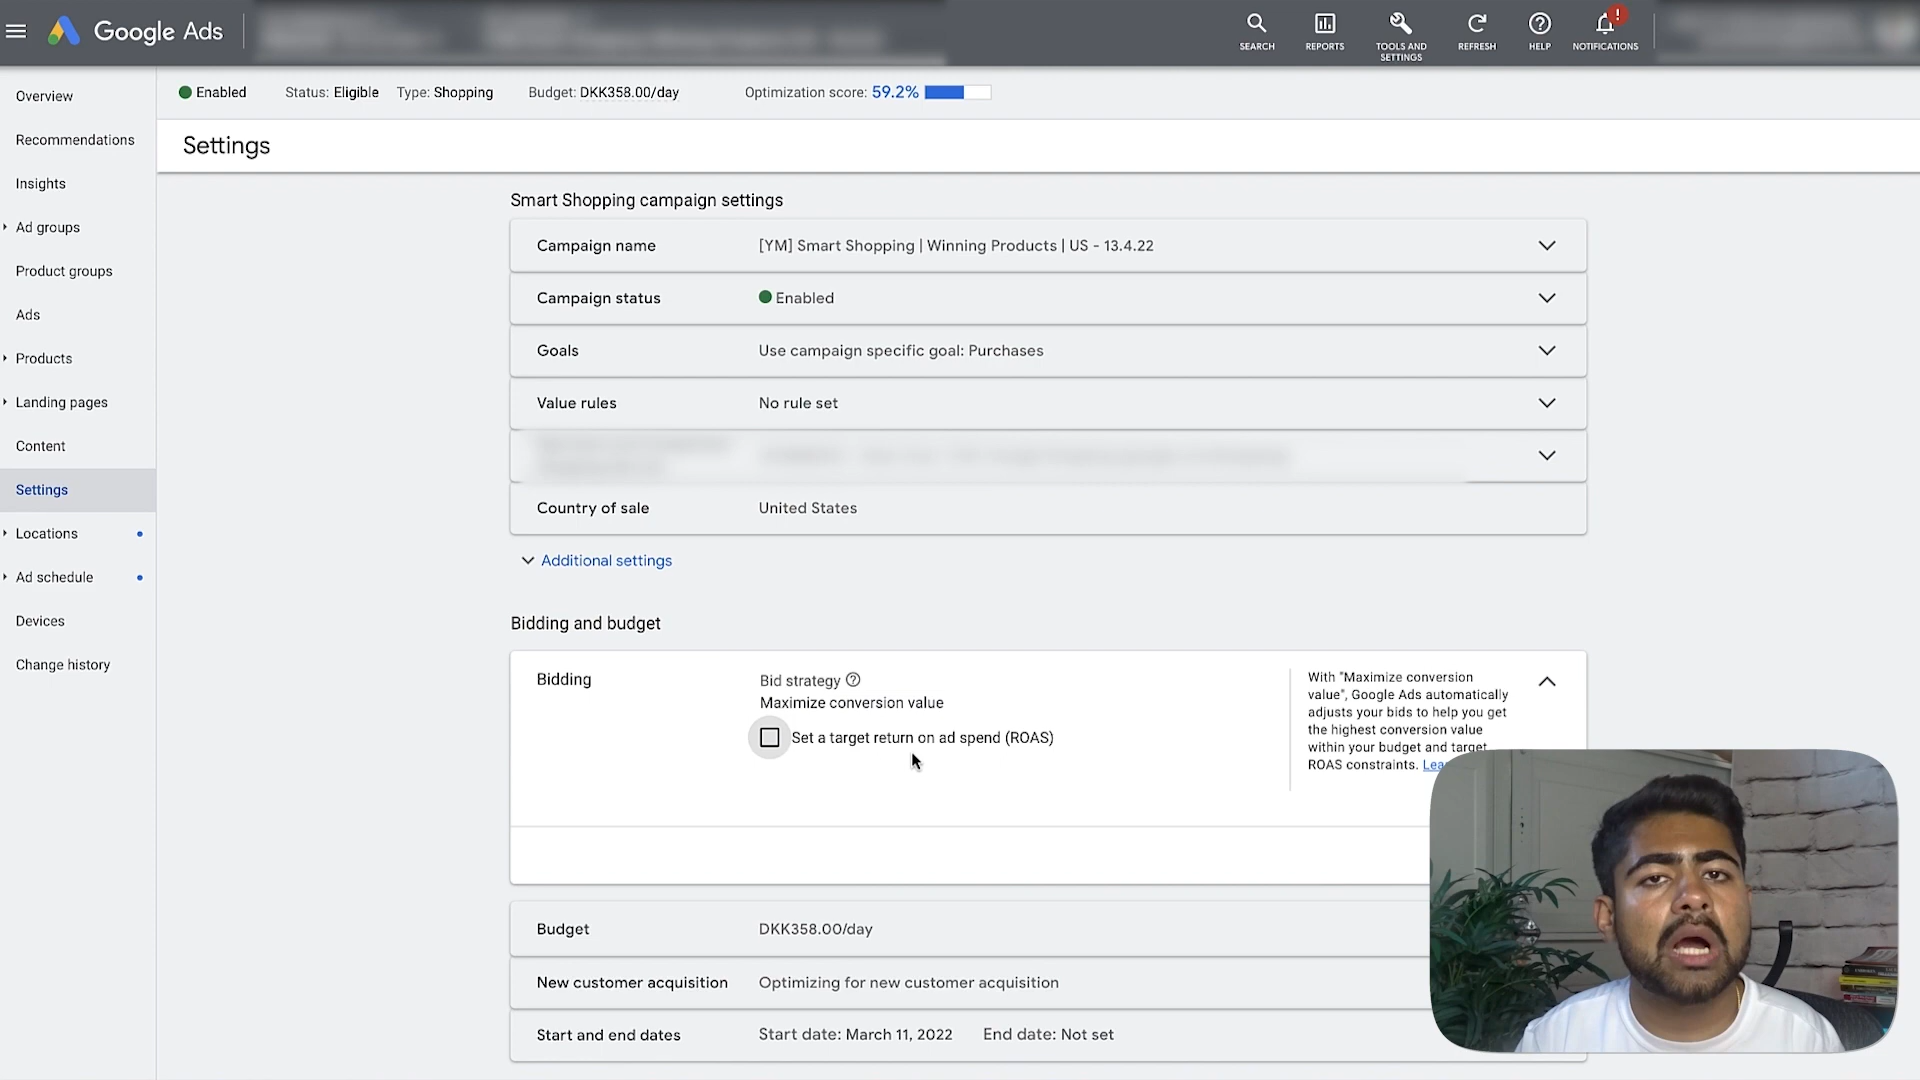 Google Ads
SEARCH
REPORTS
TOOLS AND
SETTINGS
REFRESH
HELP
!
NOTIFICATIONS
Enabled Status: Eligible Type: Shopping Budget: DKK358.00/day Optimization score: 59.2%
Overview
Recommendations
Insights
Ad groups
Product groups
Ads
Products
Landing pages
Content
Settings
Locations
Ad schedule
Devices
Change history
Settings
Smart Shopping campaign settings
Campaign name [YM] Smart Shopping | Winning Products | US - 13.4.22
Campaign status Enabled
Goals Use campaign specific goal: Purchases
Value rules No rule set
Country of sale United States
Additional settings
Bidding and budget
Bidding
Bid strategy ?
Maximize conversion value
Set a target return on ad spend (ROAS)
With "Maximize conversion
value", Google Ads automatically
adjusts your bids to help you get
the highest conversion value
within your budget and target
ROAS constraints.
Budget DKK358.00/day
New customer acquisition Optimizing for new customer acquisition
Start and end dates Start date: March 11, 2022 End date: Not set